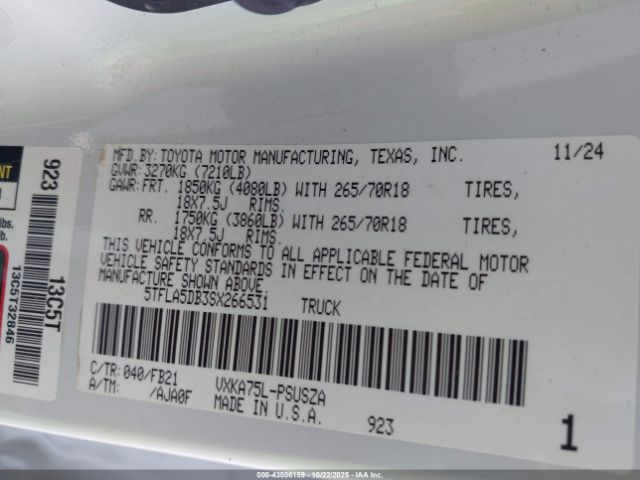 MFD.BY:TOYOTA MOTOR MANUFACTURING, TEXAS, INC. 11/24
GVWR:3270KG (7210LB)
GAWR:FRT. 1850KG (4080LB) WITH 265/70R18 TIRES,
18X7.5J RIMS.
RR. 1750KG (3860LB) WITH 265/70R18 TIRES,
18X7.5J RIMS.
THIS VEHICLE CONFORMS TO ALL APPLICABLE FEDERAL MOTOR
VEHICLE SAFETY STANDARDS IN EFFECT ON THE DATE OF
MANUFACTURE SHOWN ABOVE.
5TFLA5DB3SX266531 TRUCK
C/TR:040/FB21 VXKA75L-PSUSZA
A/TM: /AJA0F MADE IN U.S.A. 923
1
923
13C5T
13C5T32846
lbs.
000-43506159 | 10/22/2025 | IAAI.COM